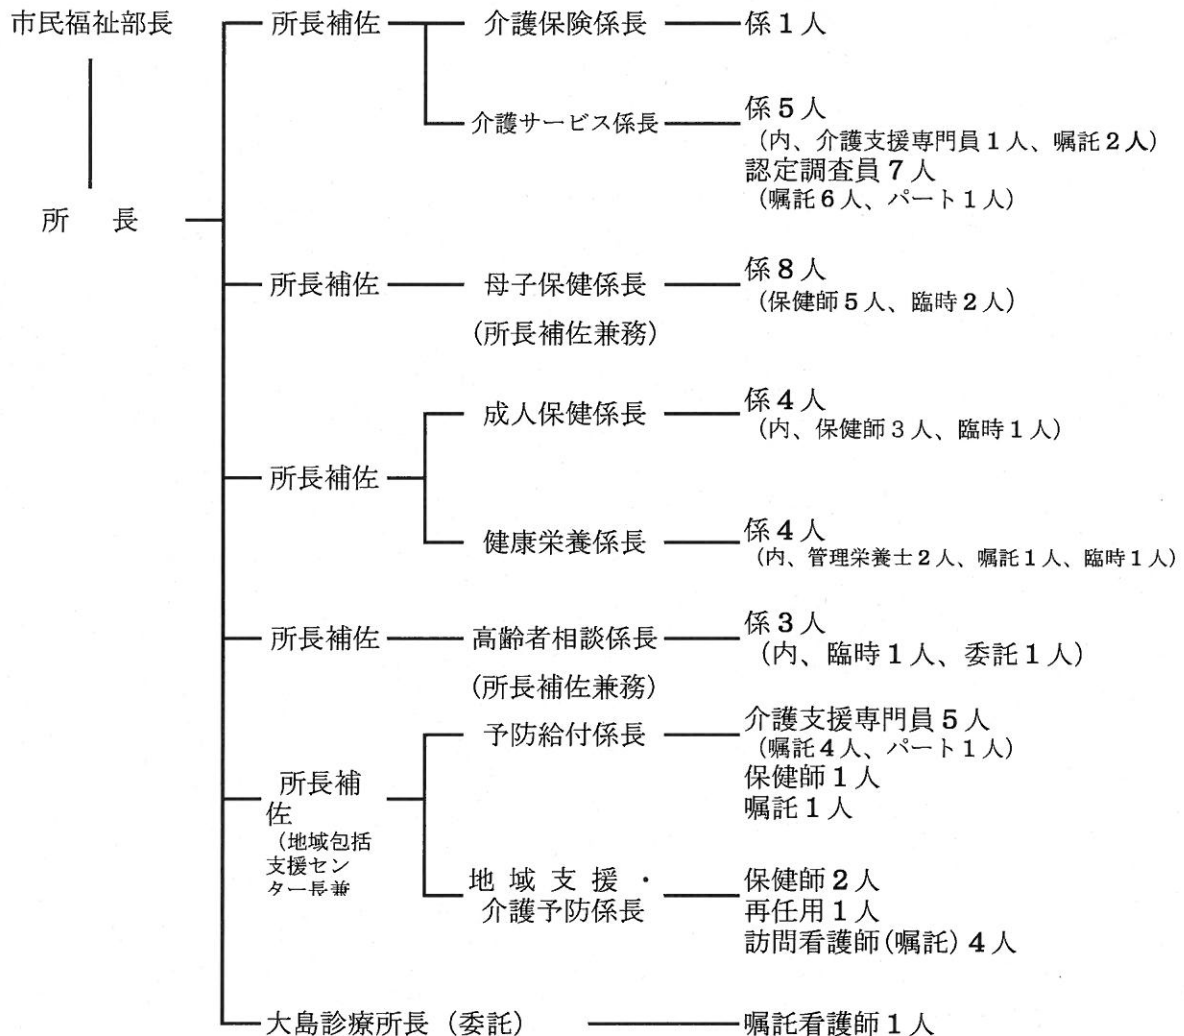 市民福祉部長
所長補佐
介護保険係長
係1人
介護サービス係長
係5人
（内、介護支援専門員1人、嘱託2人）
認定調査員7人
（嘱託6人、パート1人）
所　長
所長補佐
母子保健係長
(所長補佐兼務)
係8人
（保健師5人、臨時2人）
所長補佐
成人保健係長
係4人
（内、保健師3人、臨時1人）
健康栄養係長
係4人
（内、管理栄養士2人、嘱託1人、臨時1人）
所長補佐
高齢者相談係長
(所長補佐兼務)
係3人
（内、臨時1人、委託1人）
所長補
佐
（地域包括
支援セン
ター長兼
予防給付係長
介護支援専門員5人
（嘱託4人、パート1人）
保健師1人
嘱託1人
地域支援・
介護予防係長
保健師2人
再任用1人
訪問看護師(嘱託)4人
大島診療所長（委託）
嘱託看護師1人